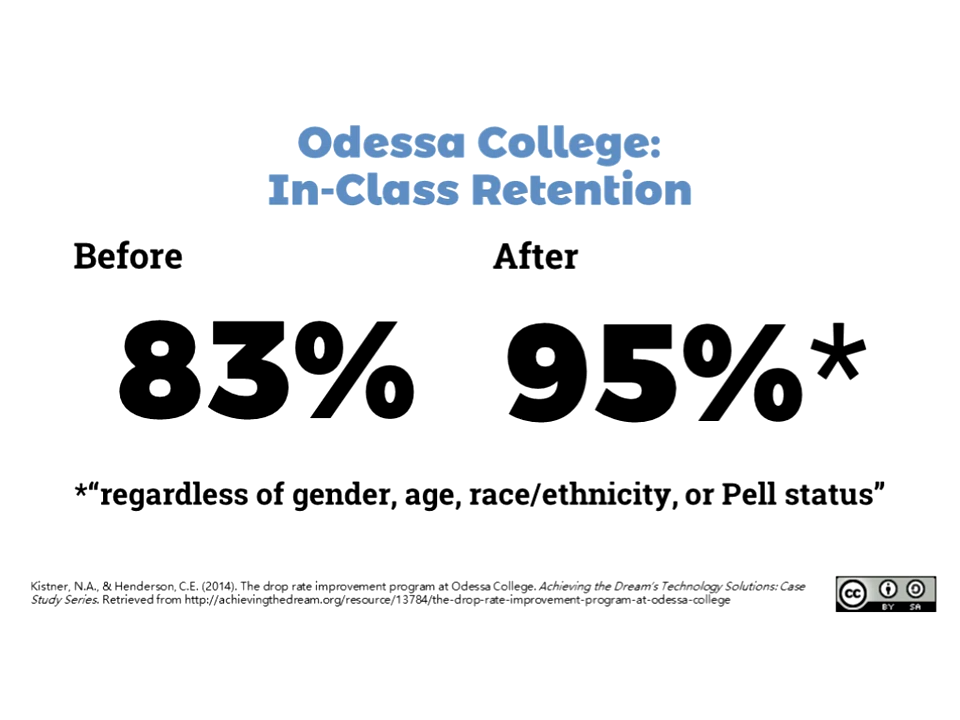 Odessa College:
In-Class Retention
Before
After
83%
95%*
*“regardless of gender, age, race/ethnicity, or Pell status”
Kistner, N.A., & Henderson, C.E. (2014). The drop rate improvement program at Odessa College. Achieving the Dream’s Technology Solutions: Case
Study Series. Retrieved from http://achievingthedream.org/resource/13784/the-drop-rate-improvement-program-at-odessa-college
cc
BY SA